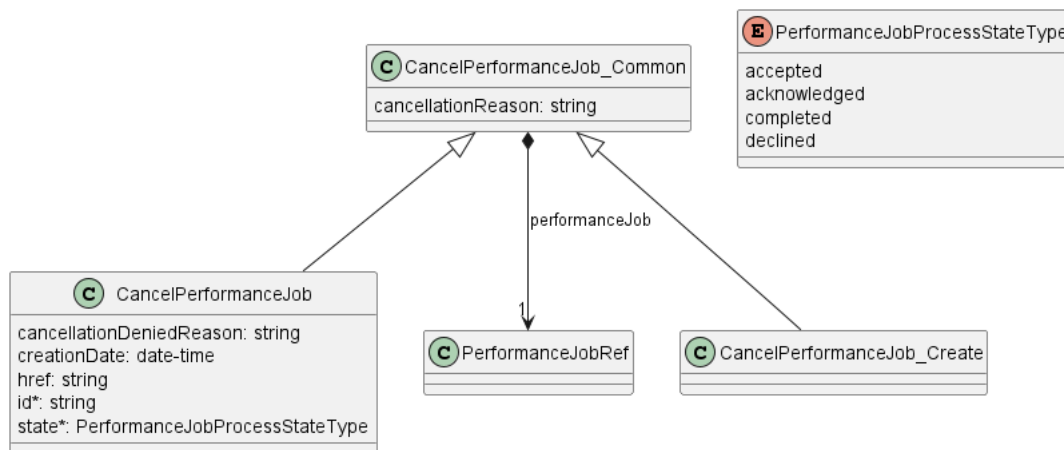 C CancelPerformanceJob_Common
cancellationReason: string
E PerformanceJobProcessStateType
accepted
acknowledged
completed
declined
performanceJob
1
C CancelPerformanceJob
cancellationDeniedReason: string
creationDate: date-time
href: string
id*: string
state*: PerformanceJobProcessStateType
C PerformanceJobRef
C CancelPerformanceJob_Create